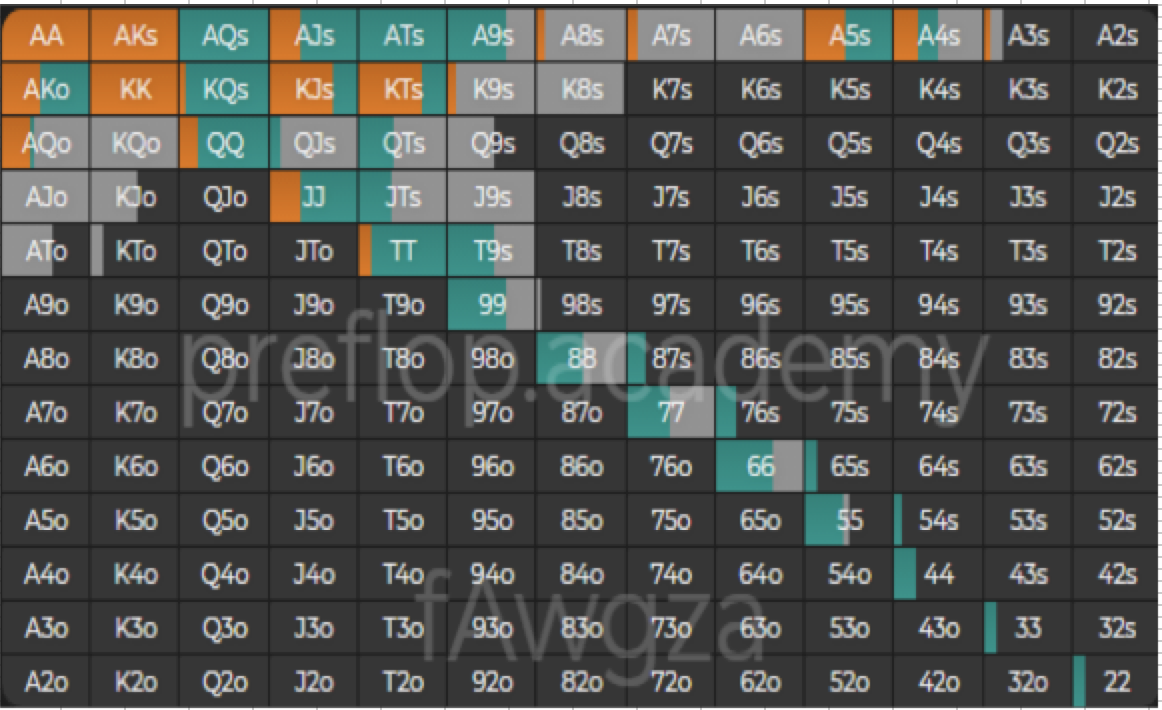 AA AKs AQs AJs ATs A9s A8s A7s A6s A5s A4s A3s A2s
AKo KK KQs KJs KTs K9s K8s K7s K6s K5s K4s K3s K2s
AQo KQo QQ QJs QTs Q9s Q8s Q7s Q6s Q5s Q4s Q3s Q2s
AJo KJo QJo JJ JTs J9s J8s J7s J6s J5s J4s J3s J2s
ATo KTo QTo JTo TT T9s T8s T7s T6s T5s T4s T3s T2s
A9o K9o Q9o J9o T9o 99 98s 97s 96s 95s 94s 93s 92s
A8o K8o Q8o J8o T8o 98o 88 87s 86s 85s 84s 83s 82s
preflop.academy
A7o K7o Q7o J7o T7o 97o 87o 77 76s 75s 74s 73s 72s
A6o K6o Q6o J6o T6o 96o 86o 76o 66 65s 64s 63s 62s
A5o K5o Q5o J5o T5o 95o 85o 75o 65o 55 54s 53s 52s
A4o K4o Q4o J4o T4o 94o 84o 74o 64o 54o 44 43s 42s
fAwgza
A3o K3o Q3o J3o T3o 93o 83o 73o 63o 53o 43o 33 32s
A2o K2o Q2o J2o T2o 92o 82o 72o 62o 52o 42o 32o 22